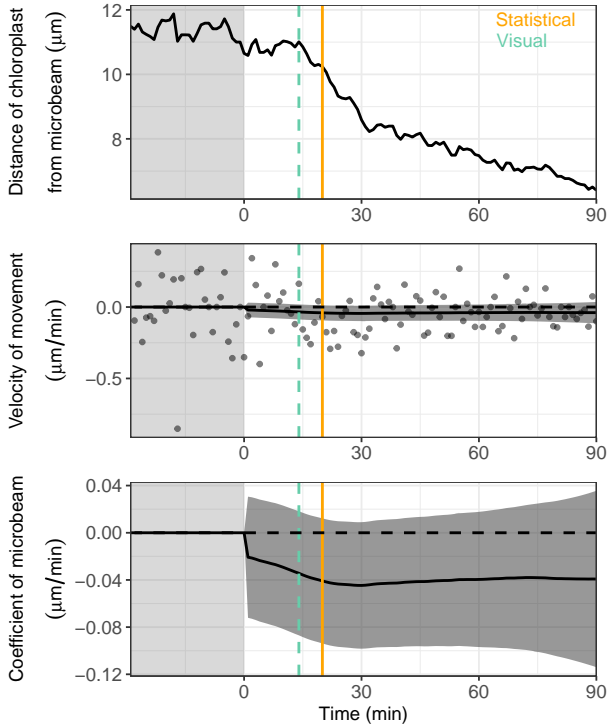 Distance of chloroplast
from microbeam (μm)
12
10
8
Statistical
Visual
0
30
60
90
Velocity of movement
(μm/min)
0.0
−0.5
0
30
60
90
Coefficient of microbeam
(μm/min)
0.04
0.00
−0.04
−0.08
−0.12
0
30
60
90
Time (min)